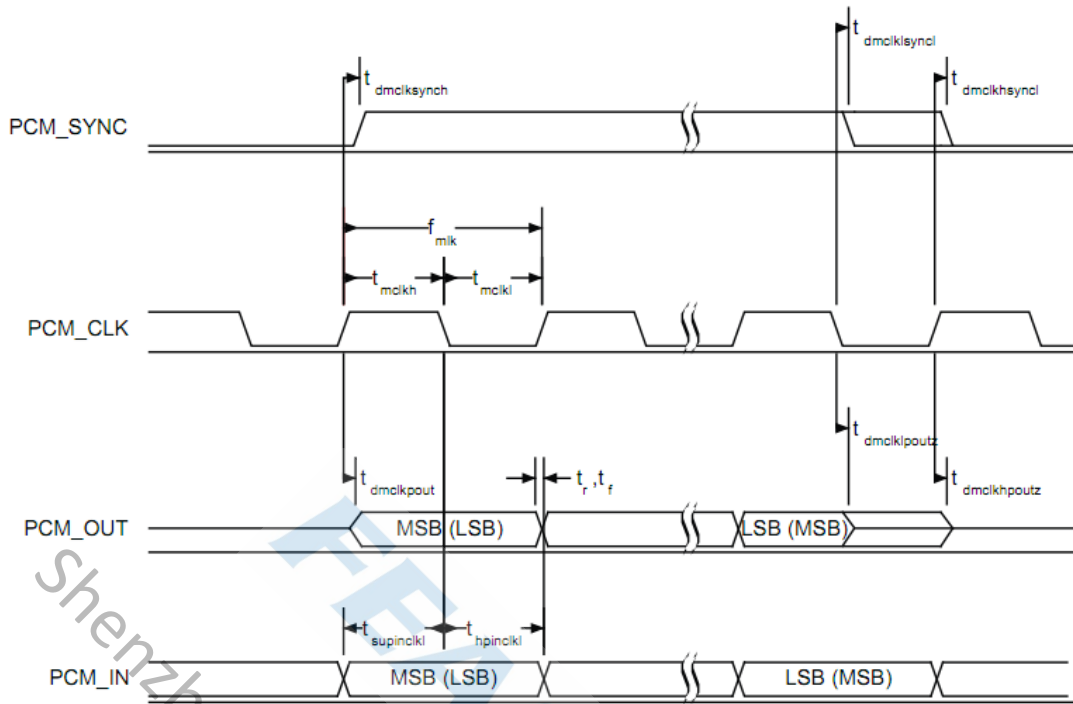 t dmclklsyncl
t dmclksynch
t dmclkhsyncl
PCM_SYNC
f mlk
t mclkh
t mclkl
PCM_CLK
t dmclklpoutz
t dmclkpout
t r ,t f
t dmclkhpoutz
PCM_OUT
MSB (LSB)
LSB (MSB)
t supinclkl
t hpinclkl
PCM_IN
MSB (LSB)
LSB (MSB)
FEA